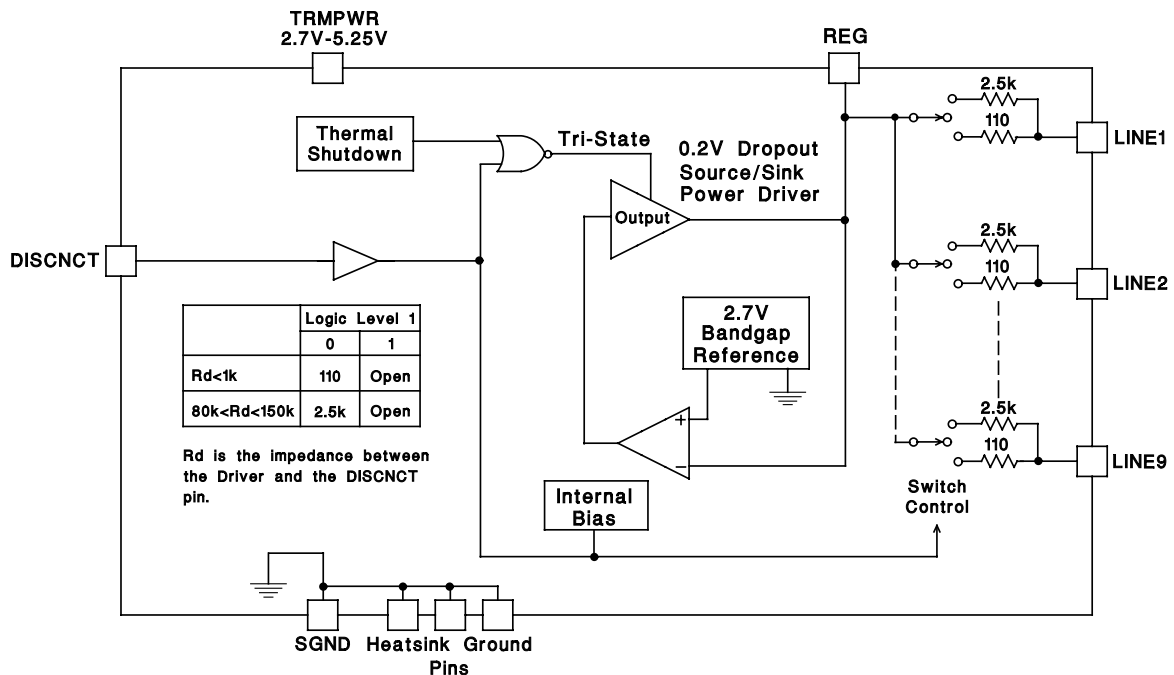 TRMPWR
2.7V-5.25V
REG
2.5k
110
LINE1
Thermal
Shutdown
Tri-State
0.2V Dropout
Source/Sink
Power Driver
Output
DISCNCT
2.5k
110
LINE2
Logic Level 1
0 1
Rd<1k 110 Open
80k<Rd<150k 2.5k Open
2.7V
Bandgap
Reference
+
−
Rd is the impedance between
the Driver and the DISCNCT
pin.
2.5k
110
LINE9
Switch
Control
Internal
Bias
SGND
Heatsink Ground
Pins